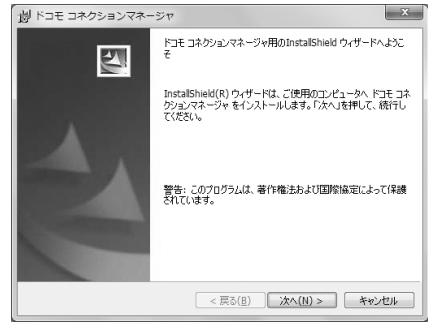 ドコモ コネクションマネージャ
ドコモ コネクションマネージャ用のInstallShield ウィザードへようこ
そ
InstallShield(R) ウィザードは、ご使用のコンピュータへ ドコモ コネ
クションマネージャ をインストールします。「次へ」を押して、続行し
てください。
警告: このプログラムは、著作権法および国際協定によって保護
されています。
< 戻る(B)
次へ(N) >
キャンセル